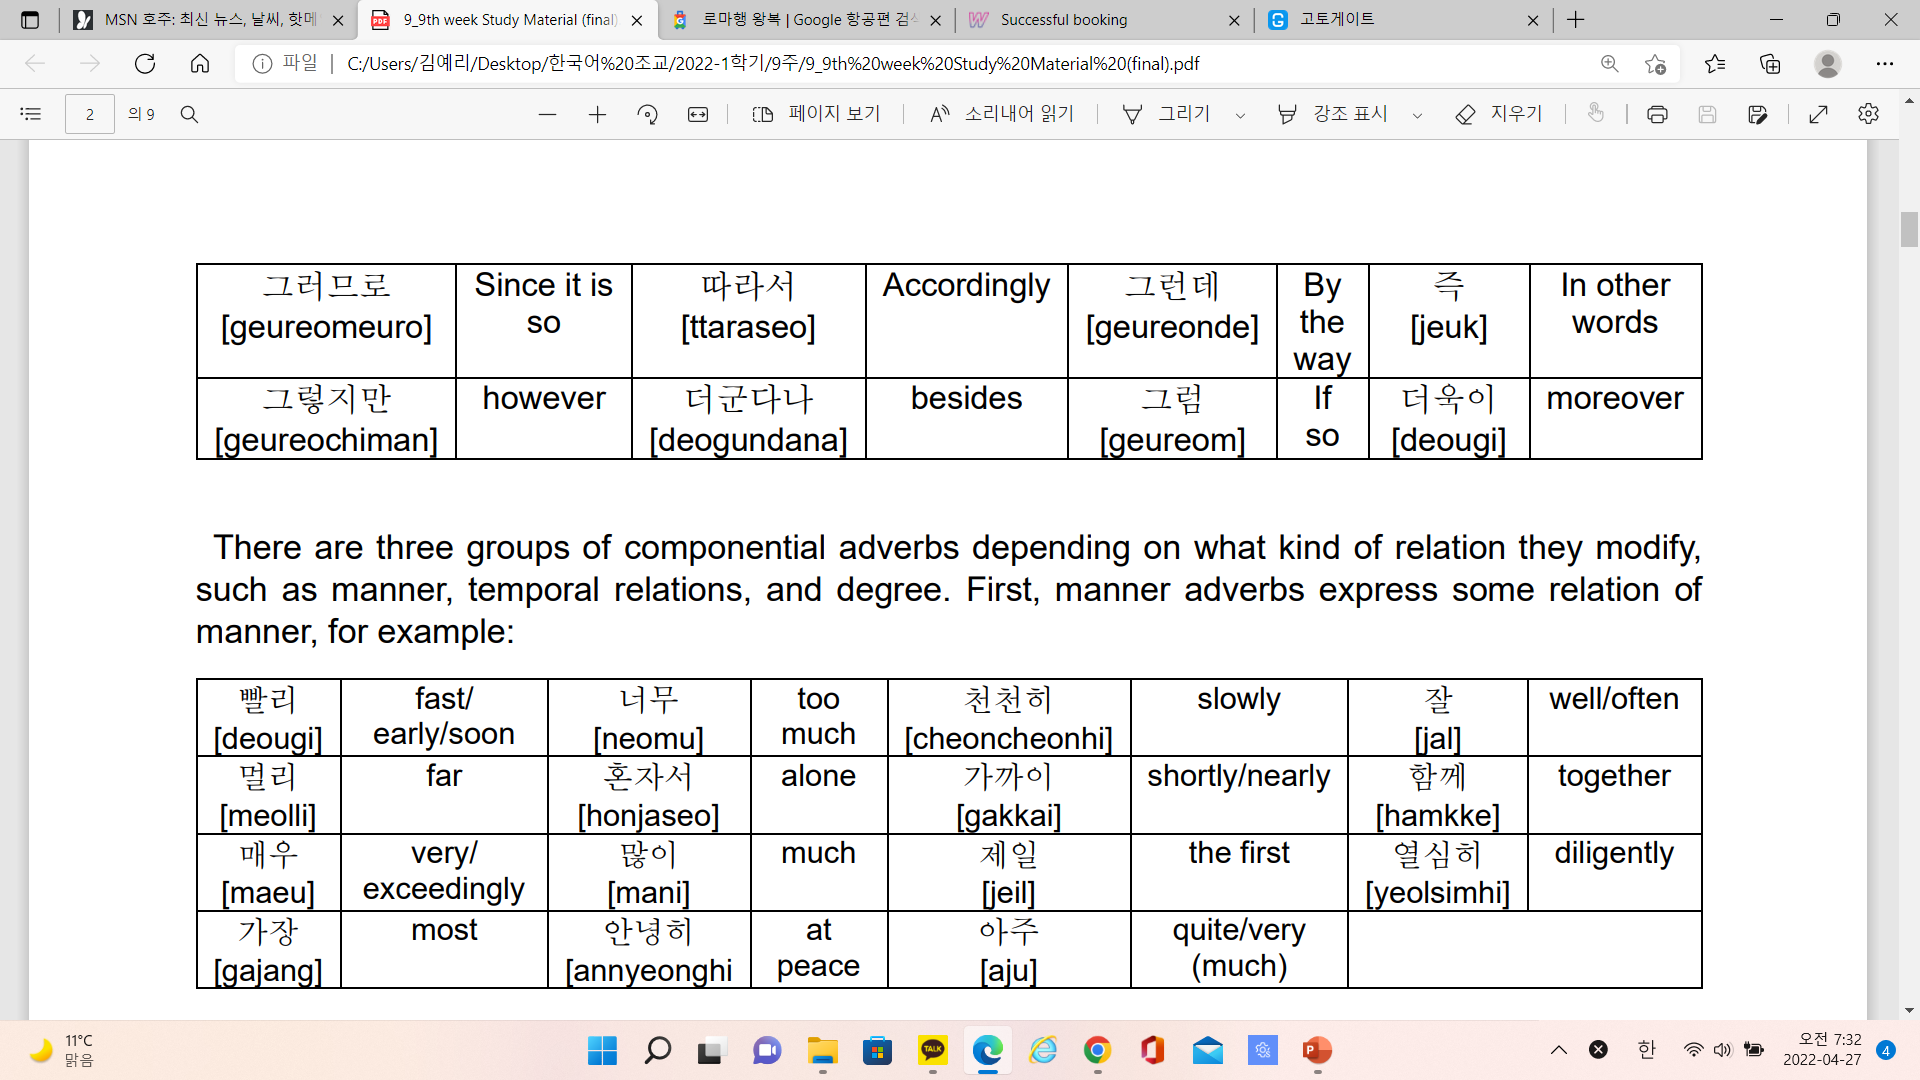 MSN 호주: 최신 뉴스, 날씨, 핫메
9_9th week Study Material (final)
로마행 왕복 | Google 항공편 검색
Successful booking
고토게이트
파일
C:/Users/김예리/Desktop/한국어%20조교/2022-1학기/9주/9_9th%20week%20Study%20Material%20(final).pdf
2 의 9
페이지 보기
소리내어 읽기
그리기
강조 표시
지우기
그러므로 Since it is 따라서 Accordingly 그런데 By 즉 In other
[geureomeuro] so [ttaraseo] [geureonde] the [jeuk] words
way
그렇지만 however 더군다나 besides 그럼 If 더욱이 moreover
[geureochiman] [deogundana] [geureom] so [deougi]
There are three groups of componential adverbs depending on what kind of relation they modify,
such as manner, temporal relations, and degree. First, manner adverbs express some relation of
manner, for example:
빨리 fast/ 너무 too 천천히 slowly 잘 well/often
[deougi] early/soon [neomu] much [cheoncheonhi] [jal]
멀리 far 혼자서 alone 가까이 shortly/nearly 함께 together
[meolli] [honjaseo] [gakkai] [hamkke]
매우 very/ 많이 much 제일 the first 열심히 diligently
[maeu] exceedingly [mani] [jeil] [yeolsimhi]
가장 most 안녕히 at 아주 quite/very
[gajang] [annyeonghi peace [aju] (much)
11°C
맑음
TALK
한
오전 7:32
2022-04-27
4